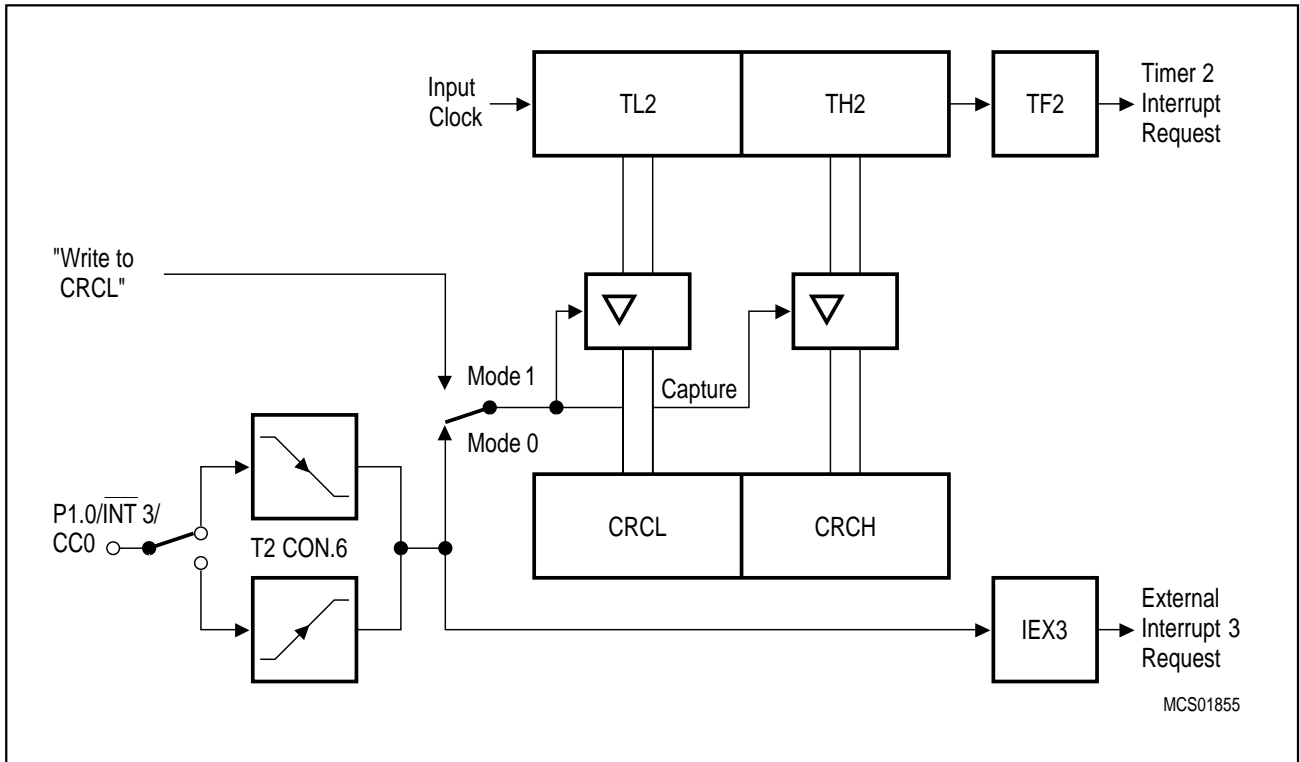 Input
Clock
TL2
TH2
TF2
Timer 2
Interrupt
Request
"Write to
CRCL"
Mode 1
Capture
Mode 0
P1.0/I̅N̅T̅ 3/
CC0
T2 CON.6
CRCL
CRCH
IEX3
External
Interrupt 3
Request
MCS01855